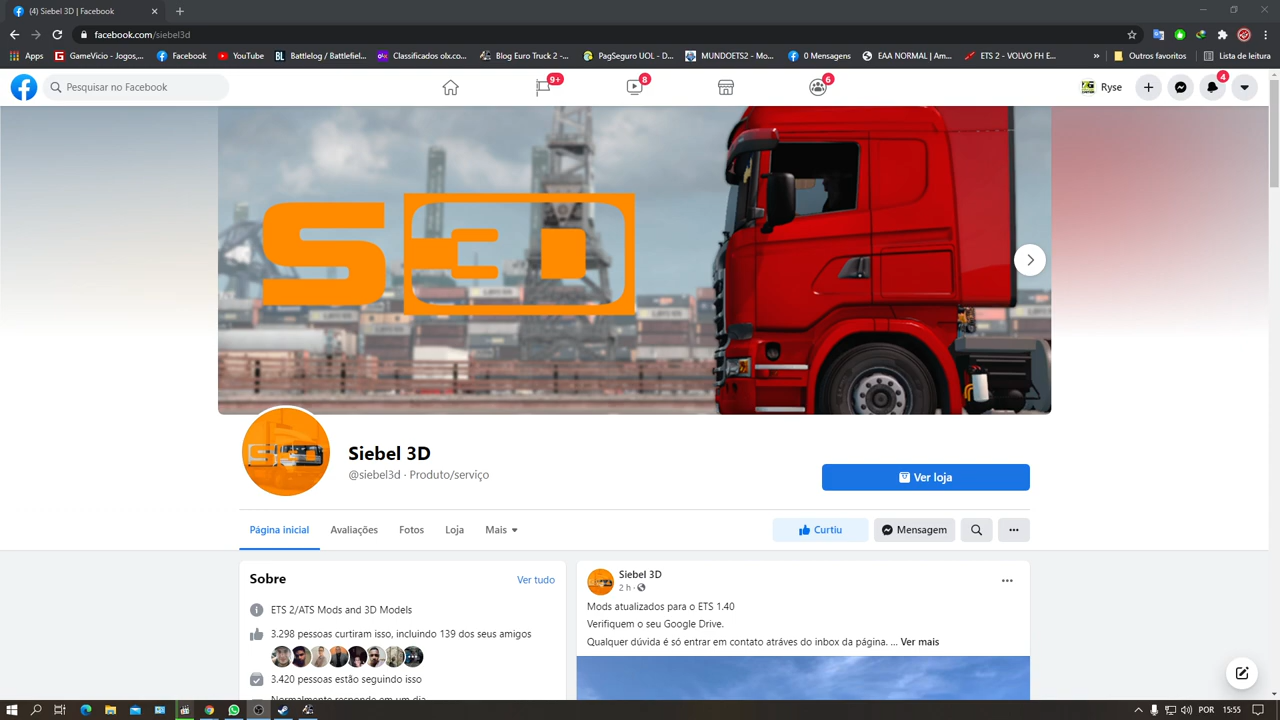 (4) Siebel 3D | Facebook
facebook.com/siebel3d
Apps
GameVicio - Jogos,...
Facebook
YouTube
Battlelog / Battlefiel...
Classificados olx.co...
Blog Euro Truck 2 -...
PagSeguro UOL - D...
MUNDOETS2 - Mo...
0 Mensagens
EAA NORMAL | Am...
ETS 2 - VOLVO FH E...
»
Outros favoritos
Lista de leitura
Pesquisar no Facebook
9+
8
6
Ryse
4
S3D
Siebel 3D
@siebel3d · Produto/serviço
Ver loja
Página inicial
Avaliações
Fotos
Loja
Mais
Curtiu
Mensagem
Sobre
Ver tudo
ETS 2/ATS Mods and 3D Models
3.298 pessoas curtiram isso, incluindo 139 dos seus amigos
3.420 pessoas estão seguindo isso
Normalmente responde em um dia
Siebel 3D
2 h ·
Mods atualizados para o ETS 1.40
Verifiquem o seu Google Drive.
Qualquer dúvida é só entrar em contato atráves do inbox da página. ... Ver mais
POR
15:55